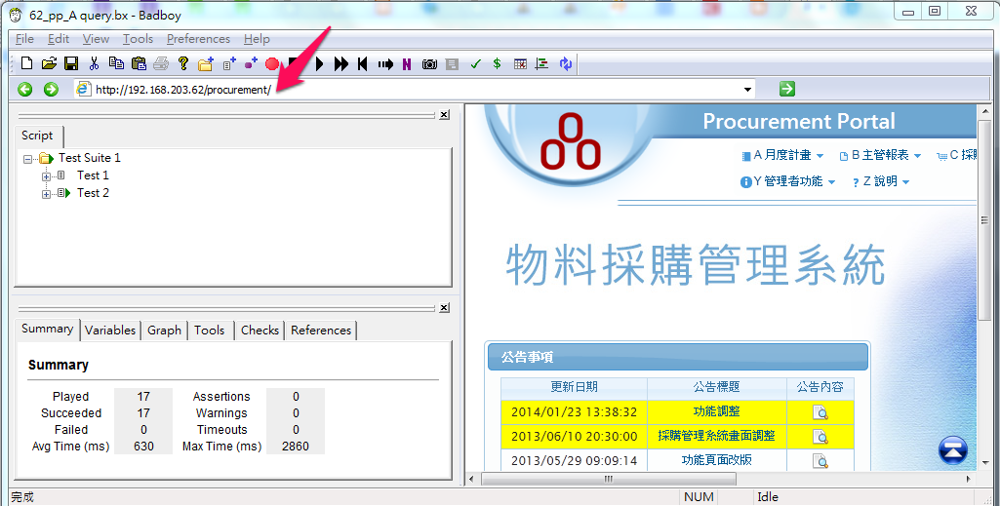 62_pp_A query.bx - Badboy
File Edit View Tools Preferences Help
http://192.168.203.62/procurement/
Script
Test Suite 1
Test 1
Test 2
Summary Variables Graph Tools Checks References
Summary
Played 17 Assertions 0
Succeeded 17 Warnings 0
Failed 0 Timeouts 0
Avg Time (ms) 630 Max Time (ms) 2860
Procurement Portal
A 月度計畫 B 主管報表 C 採購
Y 管理者功能 Z 說明
物料採購管理系統
公告事項
更新日期 公告標題 公告內容
2014/01/23 13:38:32 功能調整
2013/06/10 20:30:00 採購管理系統畫面調整
2013/05/29 09:09:14 功能頁面改版
完成 NUM Idle